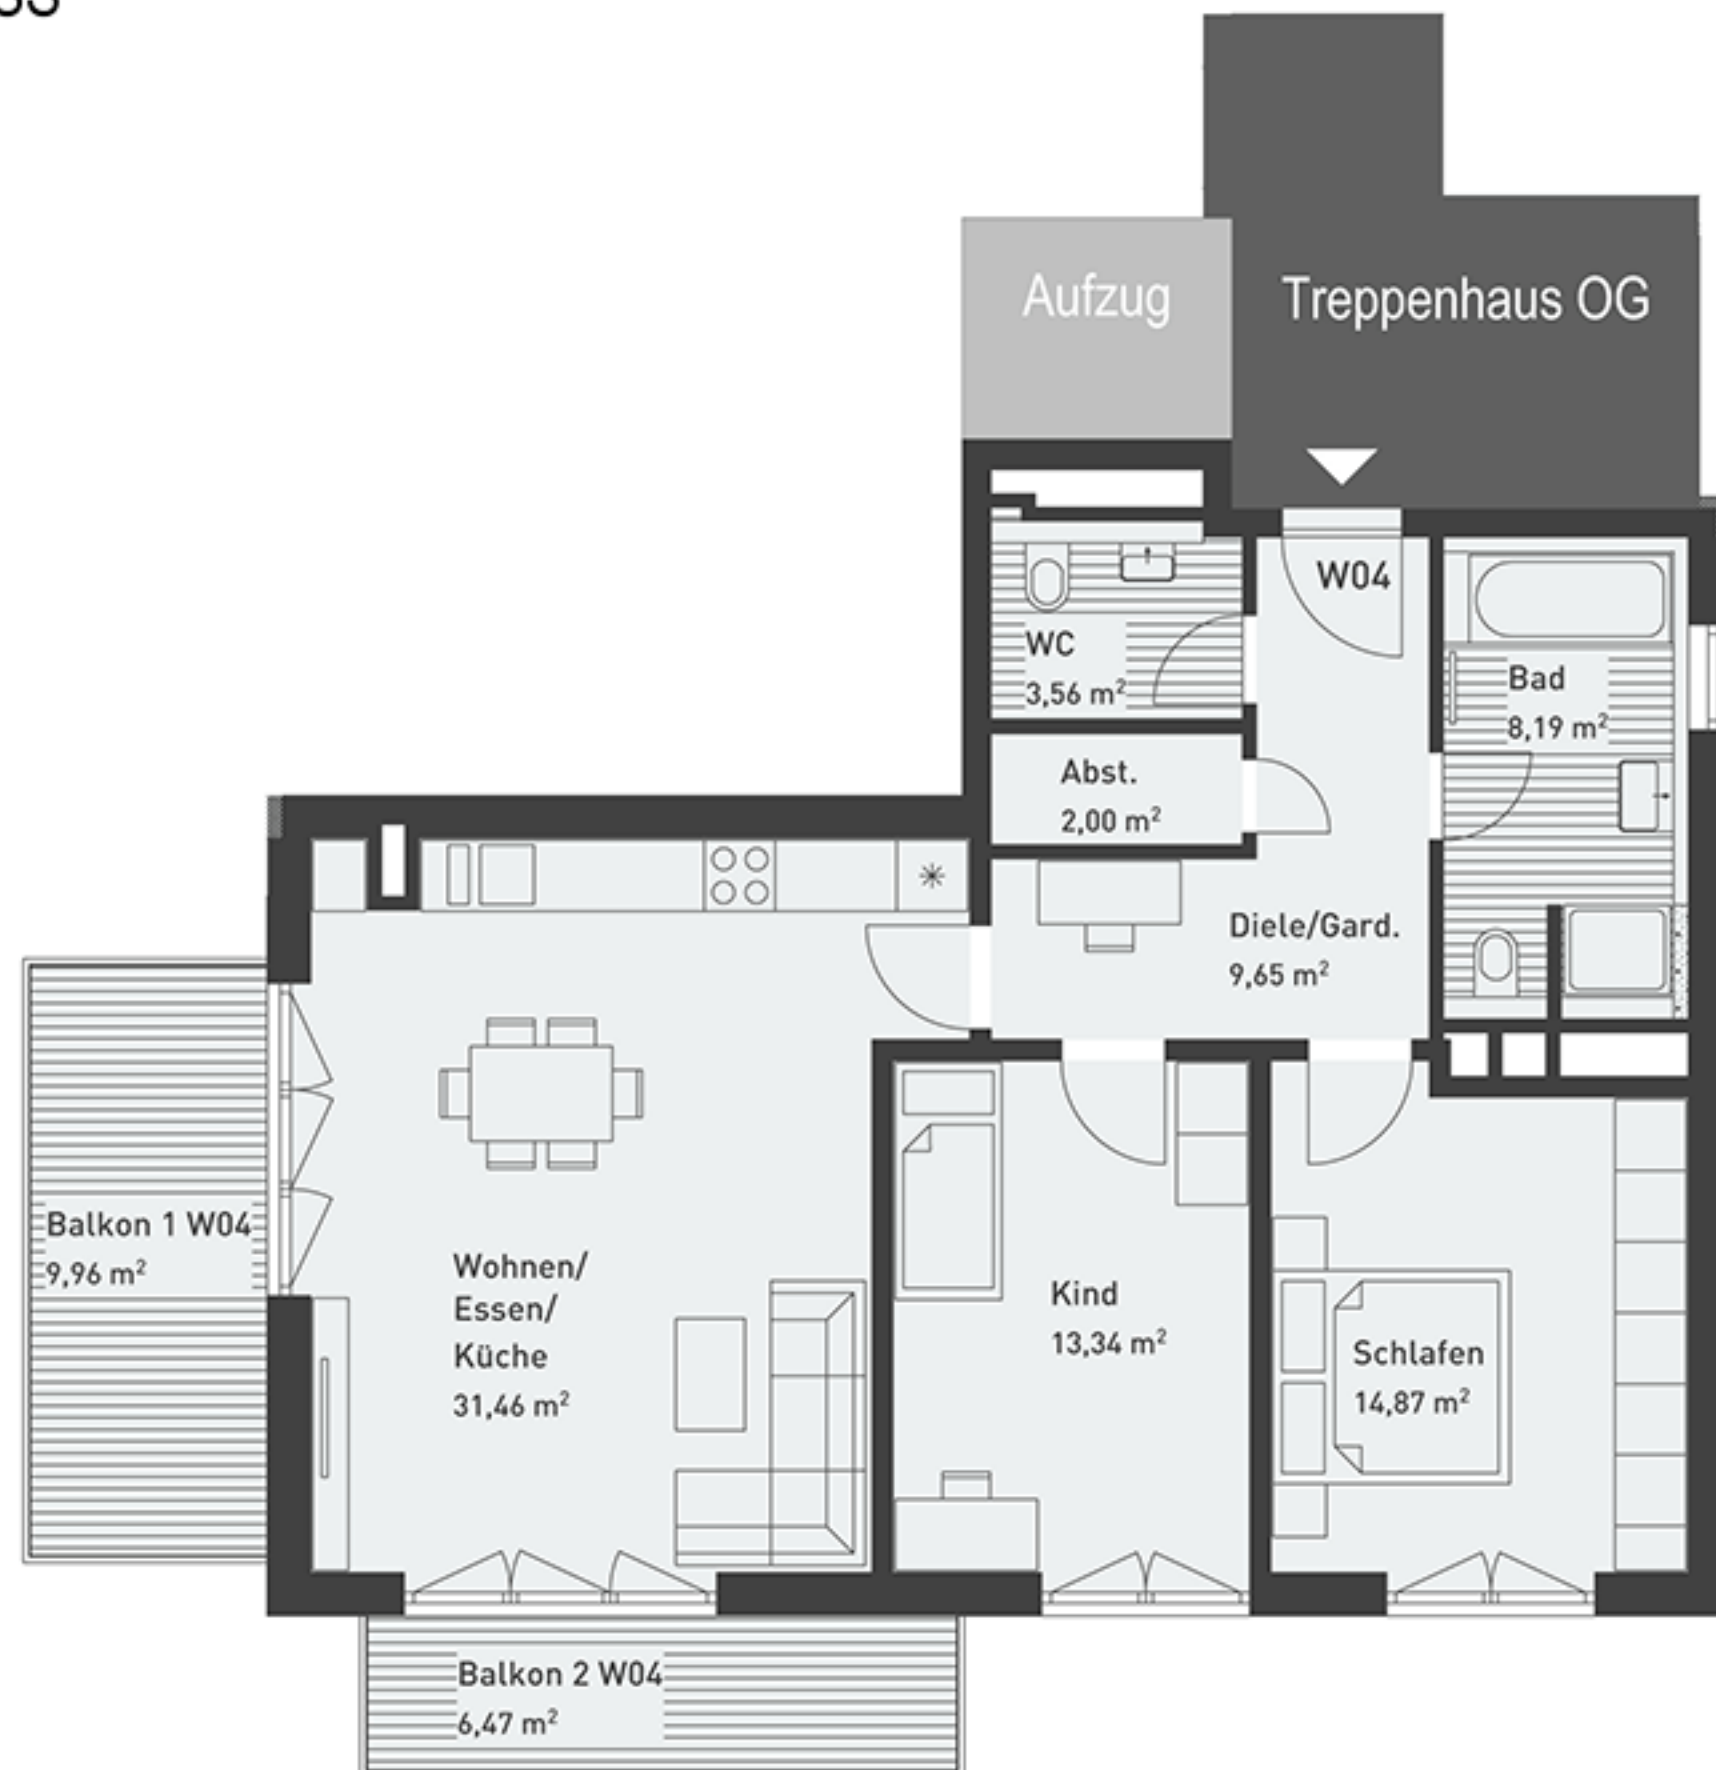 Aufzug
Treppenhaus OG
W04
WC
3,56 m²
Bad
8,19 m²
Abst.
2,00 m²
Diele/Gard.
9,65 m²
Balkon 1 W04
9,96 m²
Wohnen/
Essen/
Küche
31,46 m²
Kind
13,34 m²
Schlafen
14,87 m²
Balkon 2 W04
6,47 m²